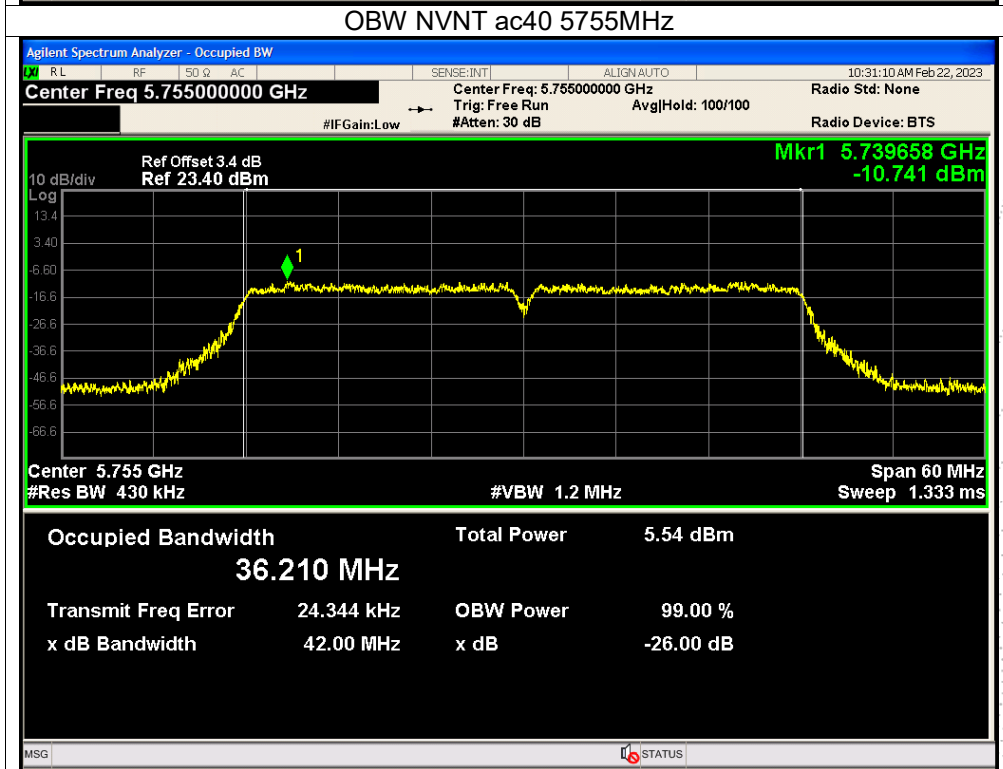 OBW NVNT ac40 5755MHz
Agilent Spectrum Analyzer - Occupied BW
LXI RL RF 50 Ω AC SENSE:INT ALIGN AUTO 10:31:10 AM Feb 22, 2023
Center Freq 5.755000000 GHz Center Freq: 5.755000000 GHz Radio Std: None
Trig: Free Run Avg|Hold: 100/100
#IFGain:Low #Atten: 30 dB Radio Device: BTS
Ref Offset 3.4 dB Mkr1 5.739658 GHz
10 dB/div Ref 23.40 dBm -10.741 dBm
Log
13.4
3.40
1
-6.60
-16.6
-26.6
-36.6
-46.6
-56.6
-66.6
Center 5.755 GHz Span 60 MHz
#Res BW 430 kHz #VBW 1.2 MHz Sweep 1.333 ms
Occupied Bandwidth Total Power 5.54 dBm
36.210 MHz
Transmit Freq Error 24.344 kHz OBW Power 99.00 %
x dB Bandwidth 42.00 MHz x dB -26.00 dB
MSG STATUS